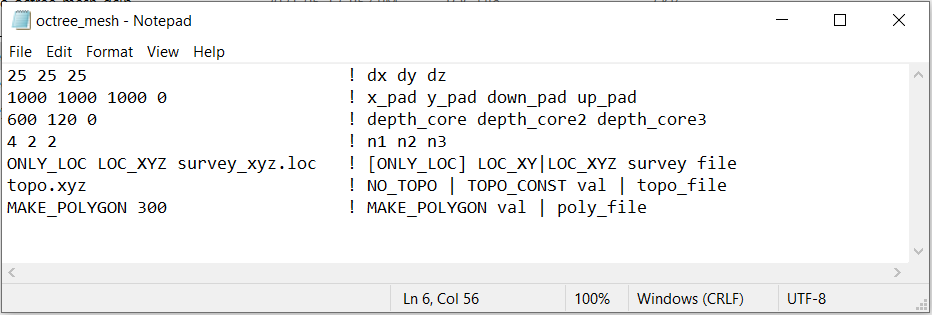 octree_mesh - Notepad
File Edit Format View Help
25 25 25 ! dx dy dz
1000 1000 1000 0 ! x_pad y_pad down_pad up_pad
600 120 0 ! depth_core depth_core2 depth_core3
4 2 2 ! n1 n2 n3
ONLY_LOC LOC_XYZ survey_xyz.loc ! [ONLY_LOC] LOC_XY|LOC_XYZ survey file
topo.xyz ! NO_TOPO | TOPO_CONST val | topo_file
MAKE_POLYGON 300 ! MAKE_POLYGON val | poly_file
Ln 6, Col 56 100% Windows (CRLF) UTF-8